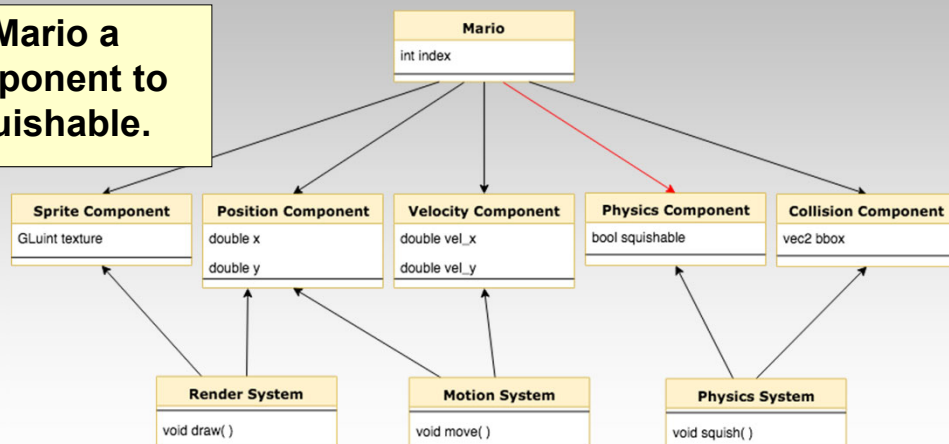 Mario a
to
Mario
int index
Sprite Component
GLuint texture
Position Component
double x
double y
Velocity Component
double vel_x
double vel_y
Physics Component
bool squishable
Collision Component
vec2 bbox
Render System
void draw( )
Motion System
void move( )
Physics System
void squish( )